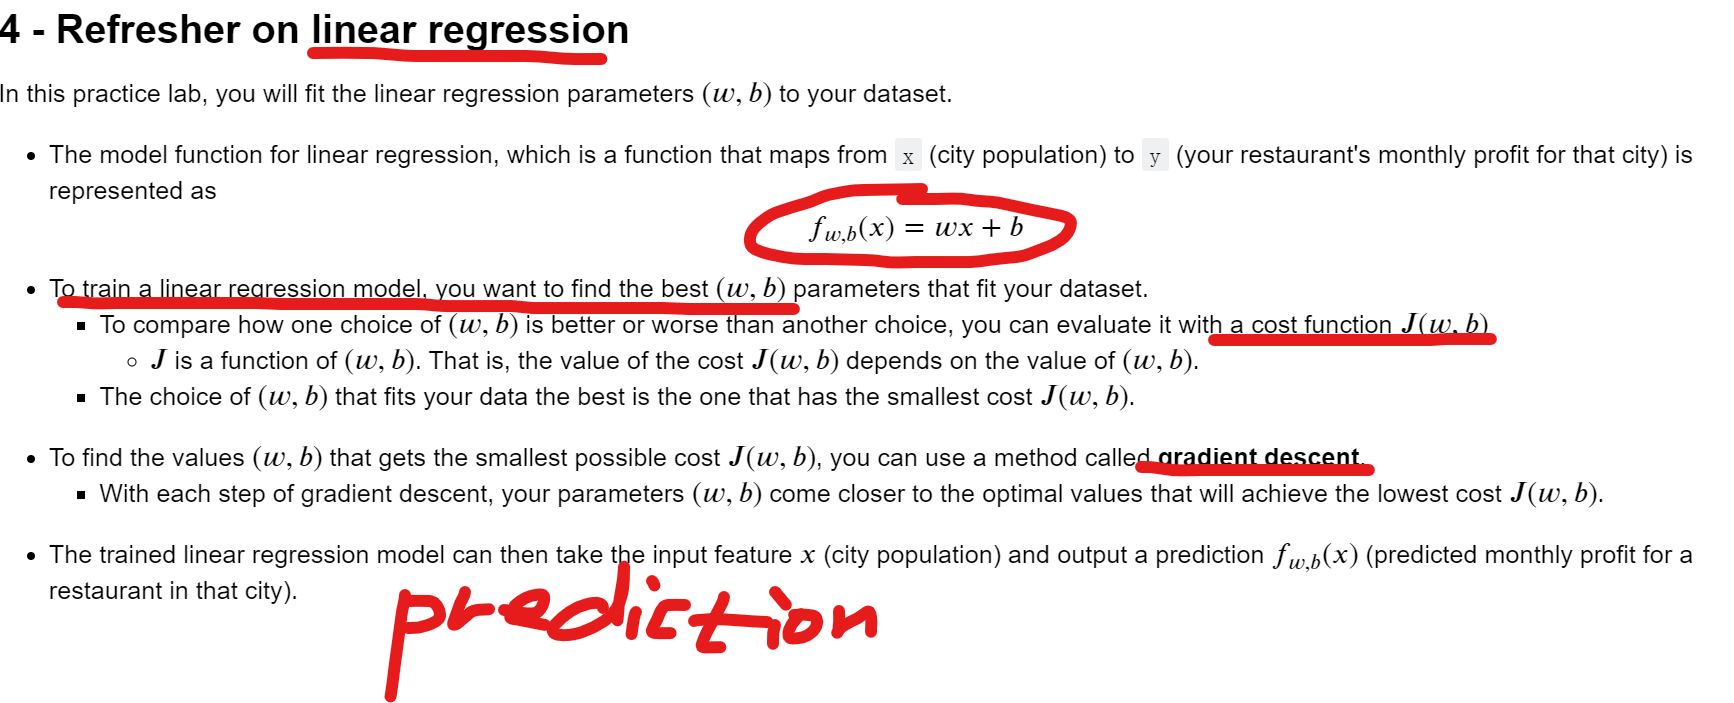 4 - Refresher on linear regression
In this practice lab, you will fit the linear regression parameters (w, b) to your dataset.
• The model function for linear regression, which is a function that maps from x (city population) to y (your restaurant's monthly profit for that city) is
represented as
f_{w,b}(x) = wx + b
• To train a linear regression model, you want to find the best (w, b) parameters that fit your dataset.
▪ To compare how one choice of (w, b) is better or worse than another choice, you can evaluate it with a cost function J(w, b)
◦ J is a function of (w, b). That is, the value of the cost J(w, b) depends on the value of (w, b).
▪ The choice of (w, b) that fits your data the best is the one that has the smallest cost J(w, b).
• To find the values (w, b) that gets the smallest possible cost J(w, b), you can use a method called gradient descent.
▪ With each step of gradient descent, your parameters (w, b) come closer to the optimal values that will achieve the lowest cost J(w, b).
• The trained linear regression model can then take the input feature x (city population) and output a prediction f_{w,b}(x) (predicted monthly profit for a
restaurant in that city).
prediction